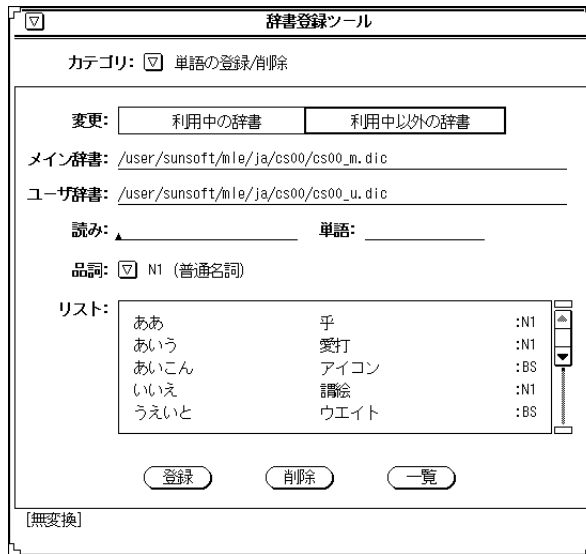 辞書登録ツール
カテゴリ: 単語の登録/削除
変更: 利用中の辞書 利用中以外の辞書
メイン辞書: /user/sunsoft/mle/ja/cs00/cs00_m.dic
ユーザ辞書: /user/sunsoft/mle/ja/cs00/cs00_u.dic
読み: 単語:
品詞: N1 (普通名詞)
リスト:
ああ 乎 :N1
あいう 愛打 :N1
あいこん アイコン :BS
いいえ 謂絵 :N1
うえいと ウエイト :BS
登録 削除 一覧
[無変換]